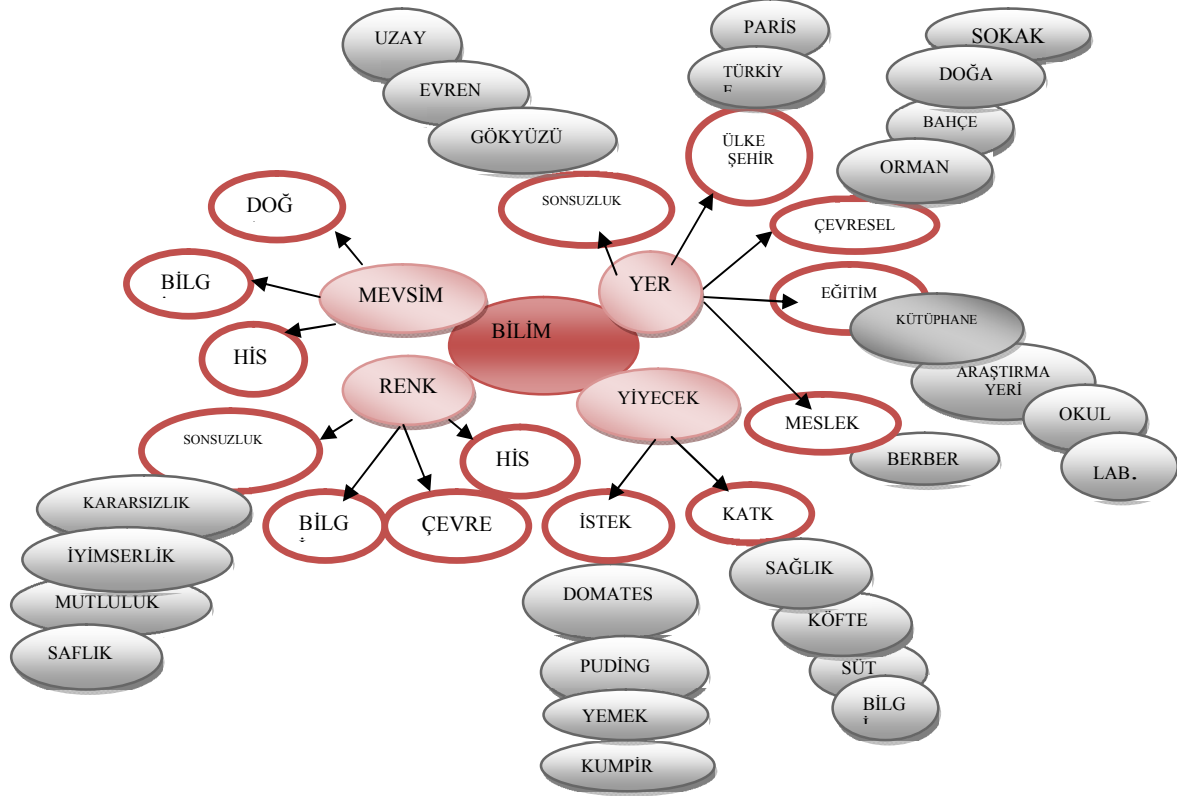 UZAY
EVREN
GÖKYÜZÜ
PARİS
TÜRKİY
SOKAK
DOĞA
BAHÇE
ORMAN
ÜLKE
ŞEHİR
SONSUZLUK
ÇEVRESEL
DOĞ
BİLG
HİS
MEVSİM
YER
EĞİTİM
KÜTÜPHANE
ARAŞTIRMA
YERİ
OKUL
LAB.
BİLİM
RENK
YİYECEK
MESLEK
BERBER
SONSUZLUK
HİS
BİLG
ÇEVRE
İSTEK
KATK
KARARSIZLIK
İYİMSERLİK
MUTLULUK
SAFLIK
DOMATES
PUDİNG
YEMEK
KUMPİR
SAĞLIK
KÖFTE
SÜT
BİLG